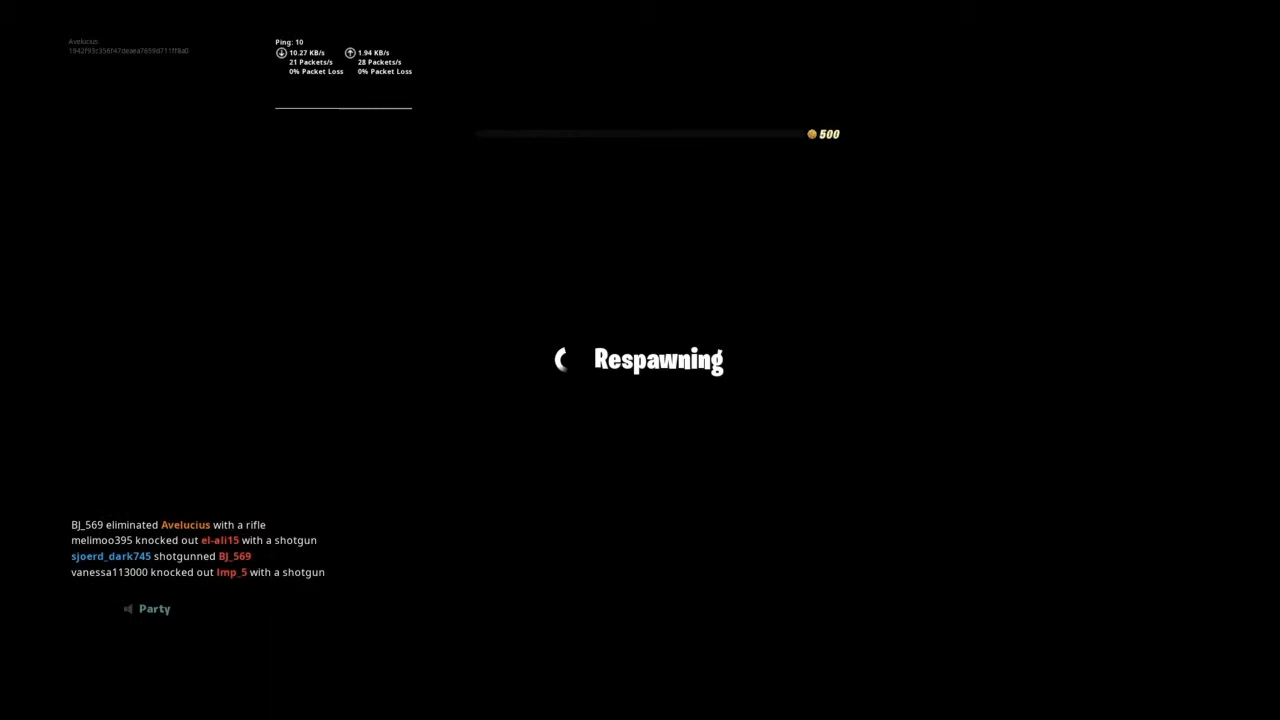 Avelucius
Ping: 10
10.27 KB/s 1.94 KB/s
21 Packets/s 28 Packets/s
0% Packet Loss 0% Packet Loss
500
Respawning
BJ_569 eliminated Avelucius with a rifle
melimoo395 knocked out el-ali15 with a shotgun
sjoerd_dark745 shotgunned BJ_569
vanessa113000 knocked out lmp_5 with a shotgun
Party